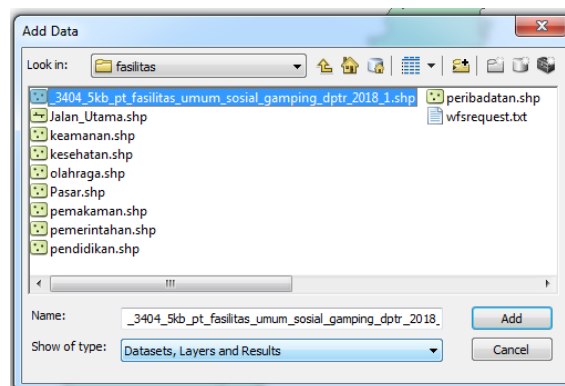 Add Data
Look in: fasilitas
_3404_5kb_pt_fasilitas_umum_sosial_gamping_dptr_2018_1.shp
Jalan_Utama.shp
keamanan.shp
kesehatan.shp
olahraga.shp
Pasar.shp
pemakaman.shp
pemerintahan.shp
pendidikan.shp
peribadatan.shp
wfsrequest.txt
Name: _3404_5kb_pt_fasilitas_umum_sosial_gamping_dptr_2018_ Add
Show of type: Datasets, Layers and Results Cancel